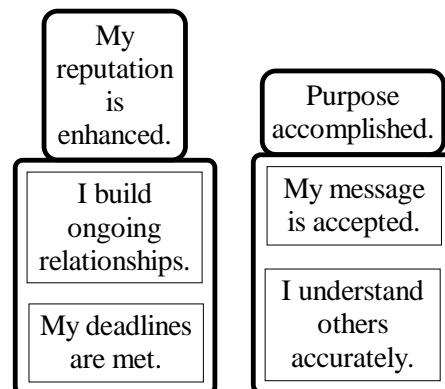 My
reputation
is
enhanced.
I build
ongoing
relationships.
My deadlines
are met.
Purpose
accomplished.
My message
is accepted.
I understand
others
accurately.